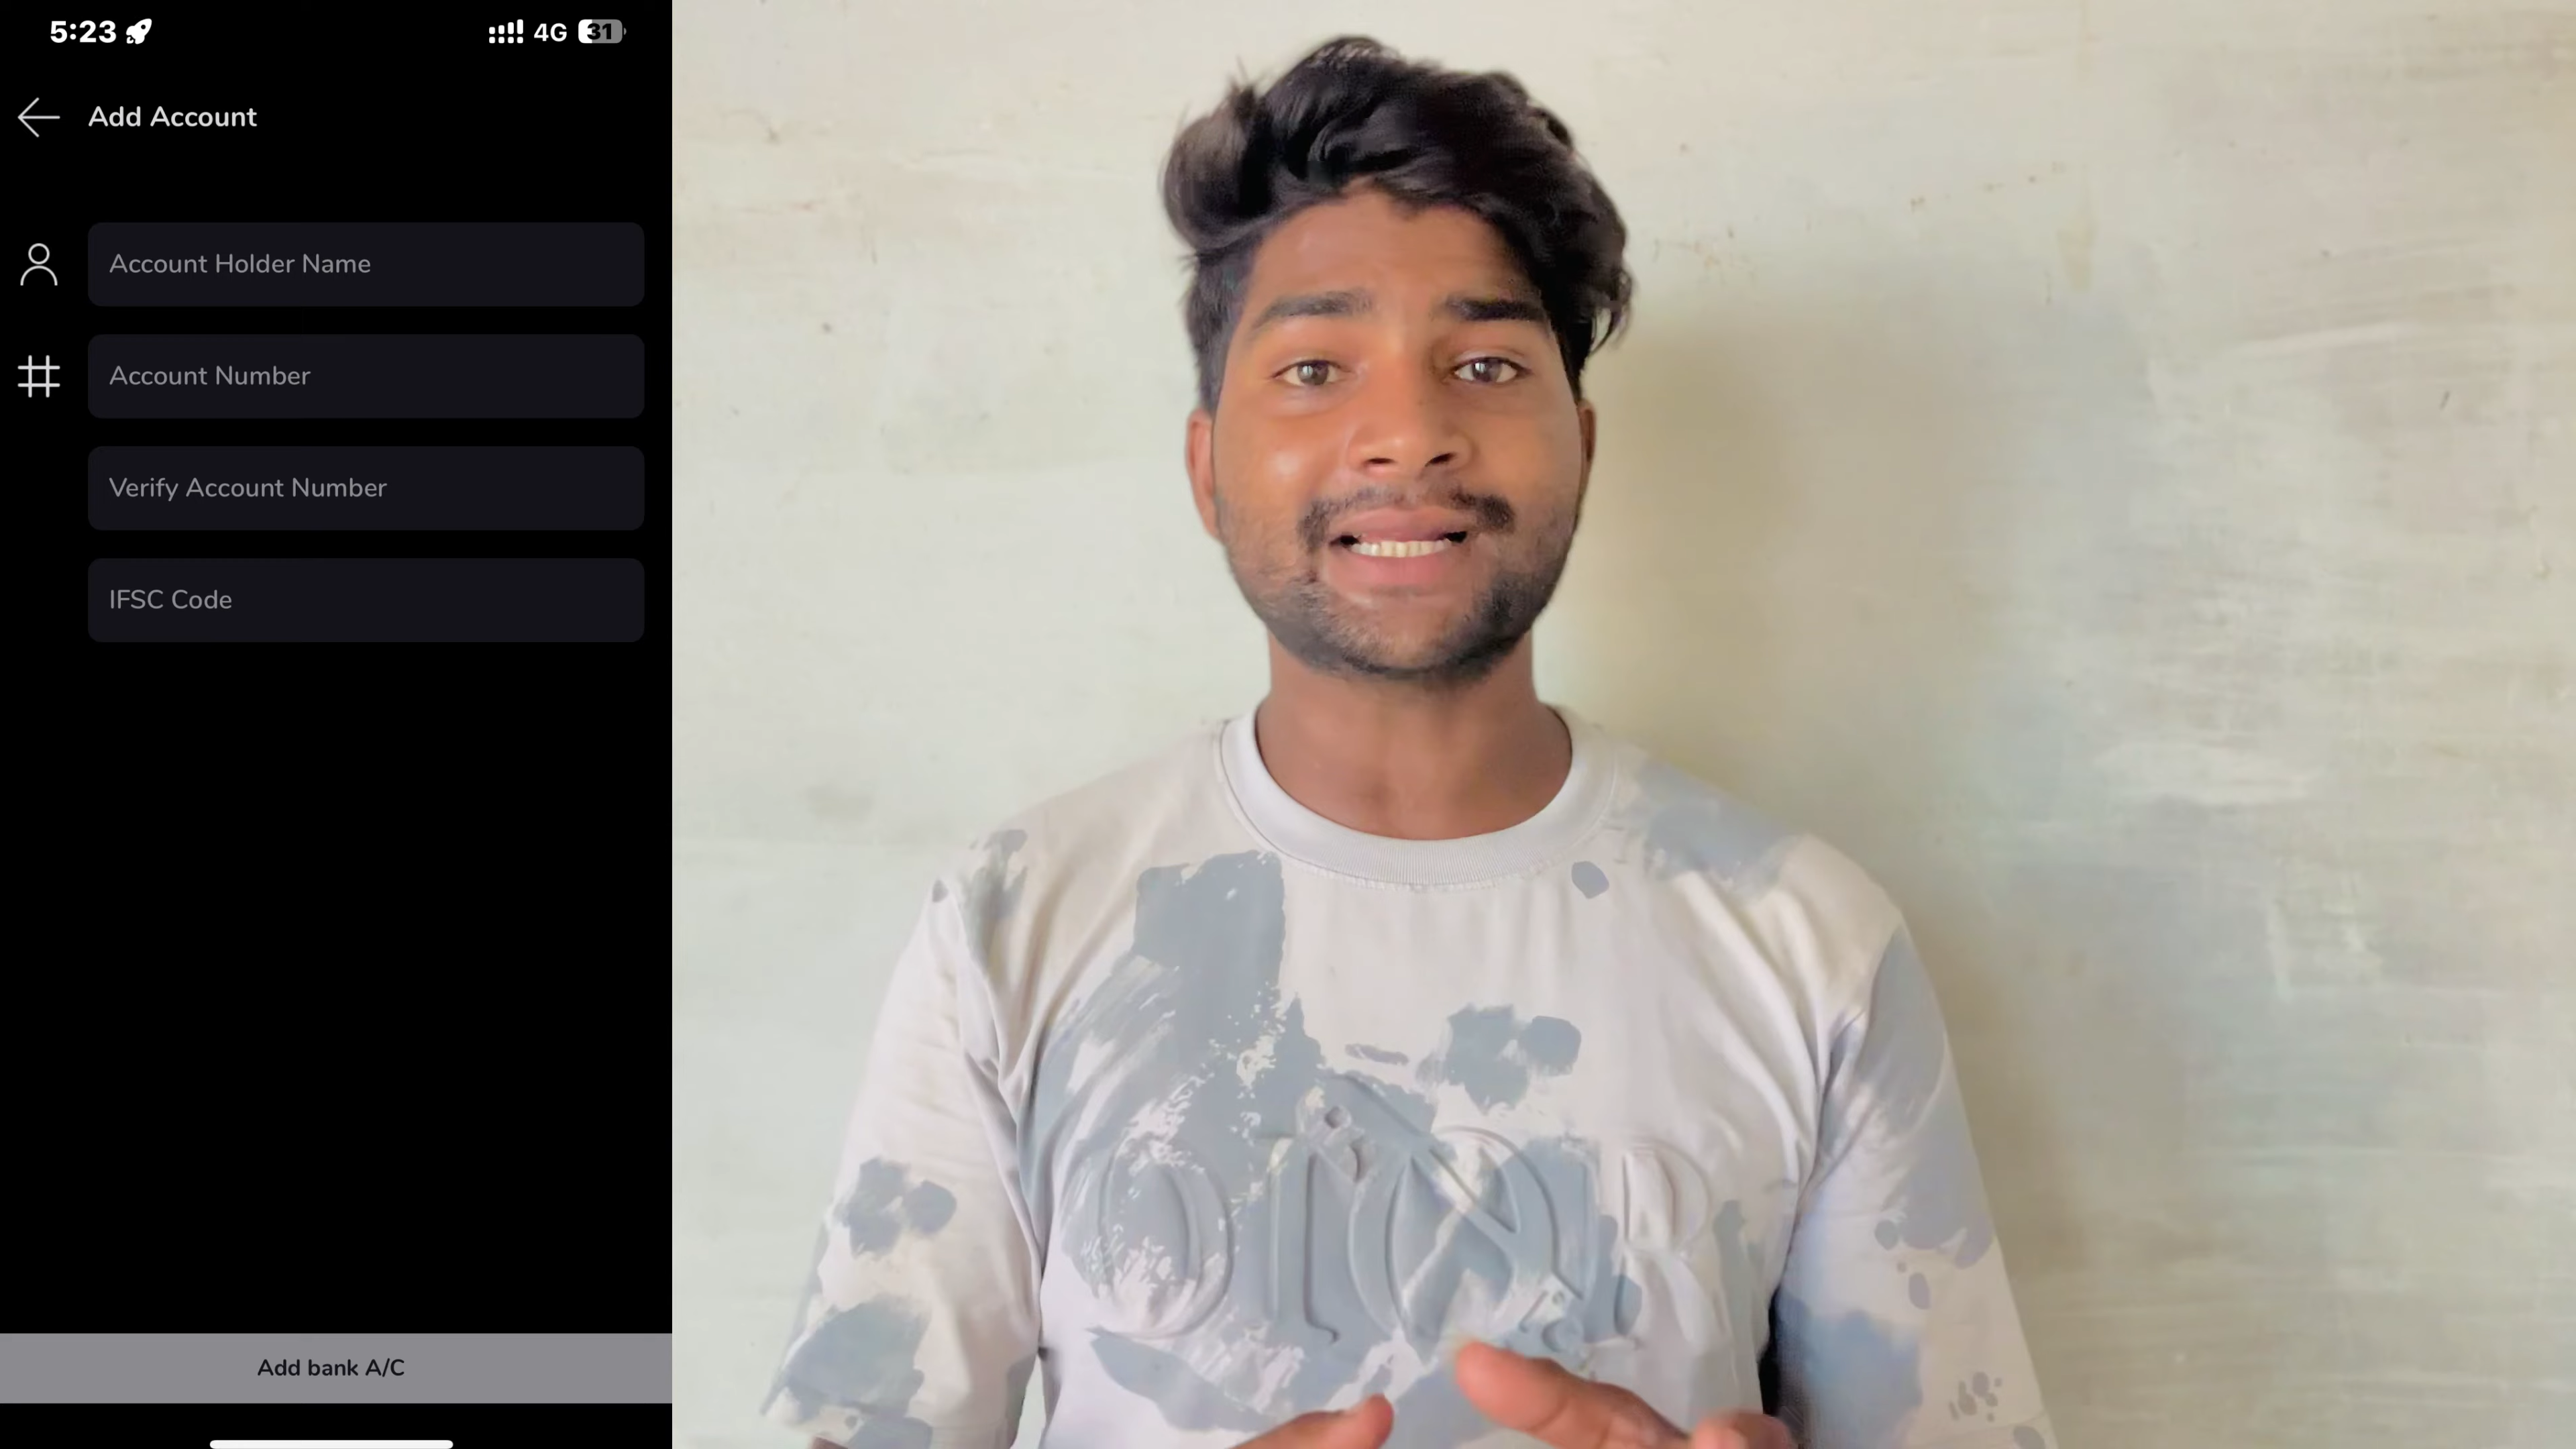 5:23
4G 31
Add Account
Account Holder Name
Account Number
Verify Account Number
IFSC Code
Add bank A/C